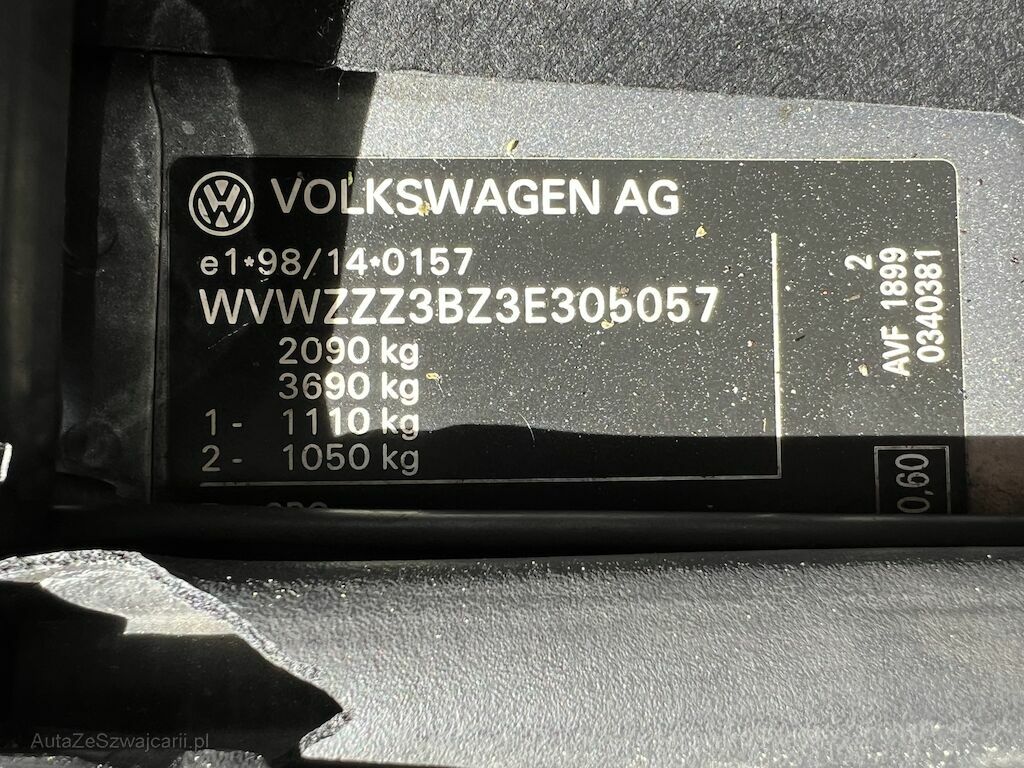 VOLKSWAGEN AG
e1*98/14*0157
WVWZZZ3BZ3E305057
2090 kg
3690 kg
1 - 1110 kg
2 - 1050 kg
2
AVF 1899
0340381
0,60
AutaZeSzwajcarii.pl